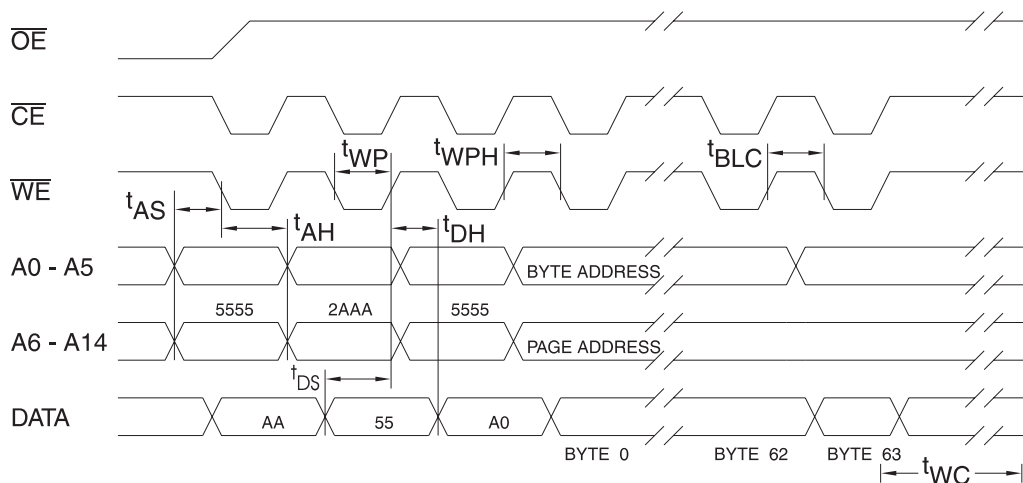 OE
CE
tWP
tWPH
tBLC
WE
tAS
tAH
tDH
A0 - A5
BYTE ADDRESS
5555
2AAA
5555
A6 - A14
PAGE ADDRESS
tDS
DATA
AA
55
A0
BYTE 0
BYTE 62
BYTE 63
tWC